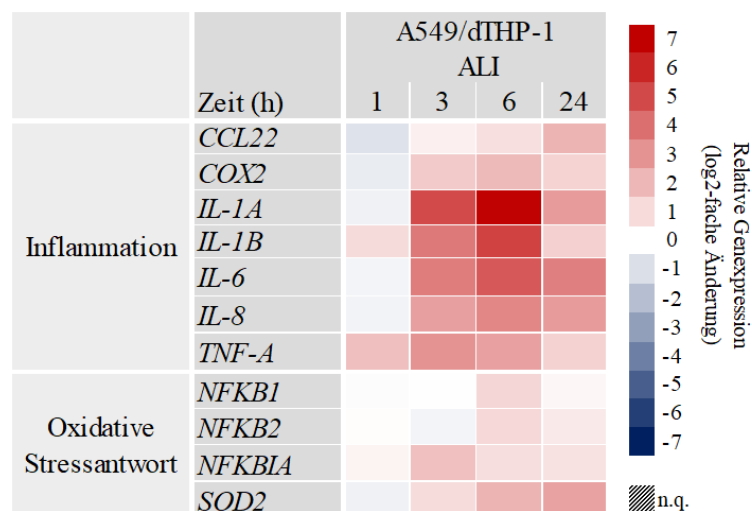 A549/dTHP-1
ALI
Zeit (h) 1 3 6 24
Inflammation
CCL22
COX2
IL-1A
IL-1B
IL-6
IL-8
TNF-A
Oxidative
Stressantwort
NFKB1
NFKB2
NFKBIA
SOD2
7
6
5
4
3
2
1
0
-1
-2
-3
-4
-5
-6
-7
n.q.
Relative Genexpression
(log2-fache Änderung)